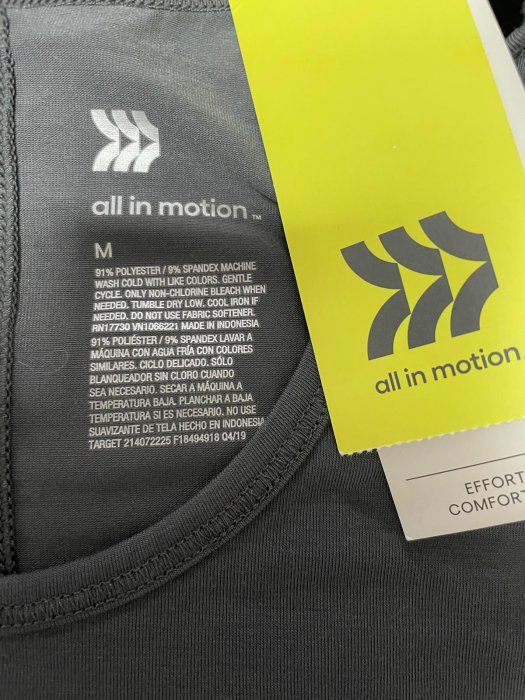 all in motion ™
M
91% POLYESTER / 9% SPANDEX MACHINE
WASH COLD WITH LIKE COLORS. GENTLE
CYCLE. ONLY NON-CHLORINE BLEACH WHEN
NEEDED. TUMBLE DRY LOW. COOL IRON IF
NEEDED. DO NOT USE FABRIC SOFTENER.
RN17730 VN1066221 MADE IN INDONESIA
91% POLIÉSTER / 9% SPANDEX LAVAR A
MÁQUINA CON AGUA FRÍA CON COLORES
SIMILARES. CICLO DELICADO. SÓLO
BLANQUEADOR SIN CLORO CUANDO
SEA NECESARIO. SECAR A MÁQUINA A
TEMPERATURA BAJA. PLANCHAR A BAJA
TEMPERATURA SI ES NECESARIO. NO USE
SUAVIZANTE DE TELA HECHO EN INDONESIA
TARGET 214072225 F18494918 Q4/19
all in motion
EFFORT
COMFORT